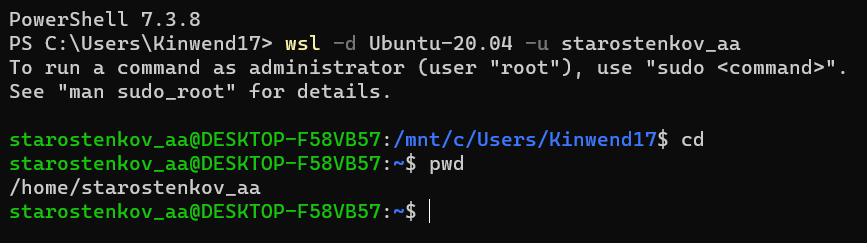 PowerShell 7.3.8
PS C:\Users\Kinwend17> wsl -d Ubuntu-20.04 -u starostenkov_aa
To run a command as administrator (user "root"), use "sudo <command>".
See "man sudo_root" for details.

starostenkov_aa@DESKTOP-F58VB57:/mnt/c/Users/Kinwend17$ cd
starostenkov_aa@DESKTOP-F58VB57:~$ pwd
/home/starostenkov_aa
starostenkov_aa@DESKTOP-F58VB57:~$